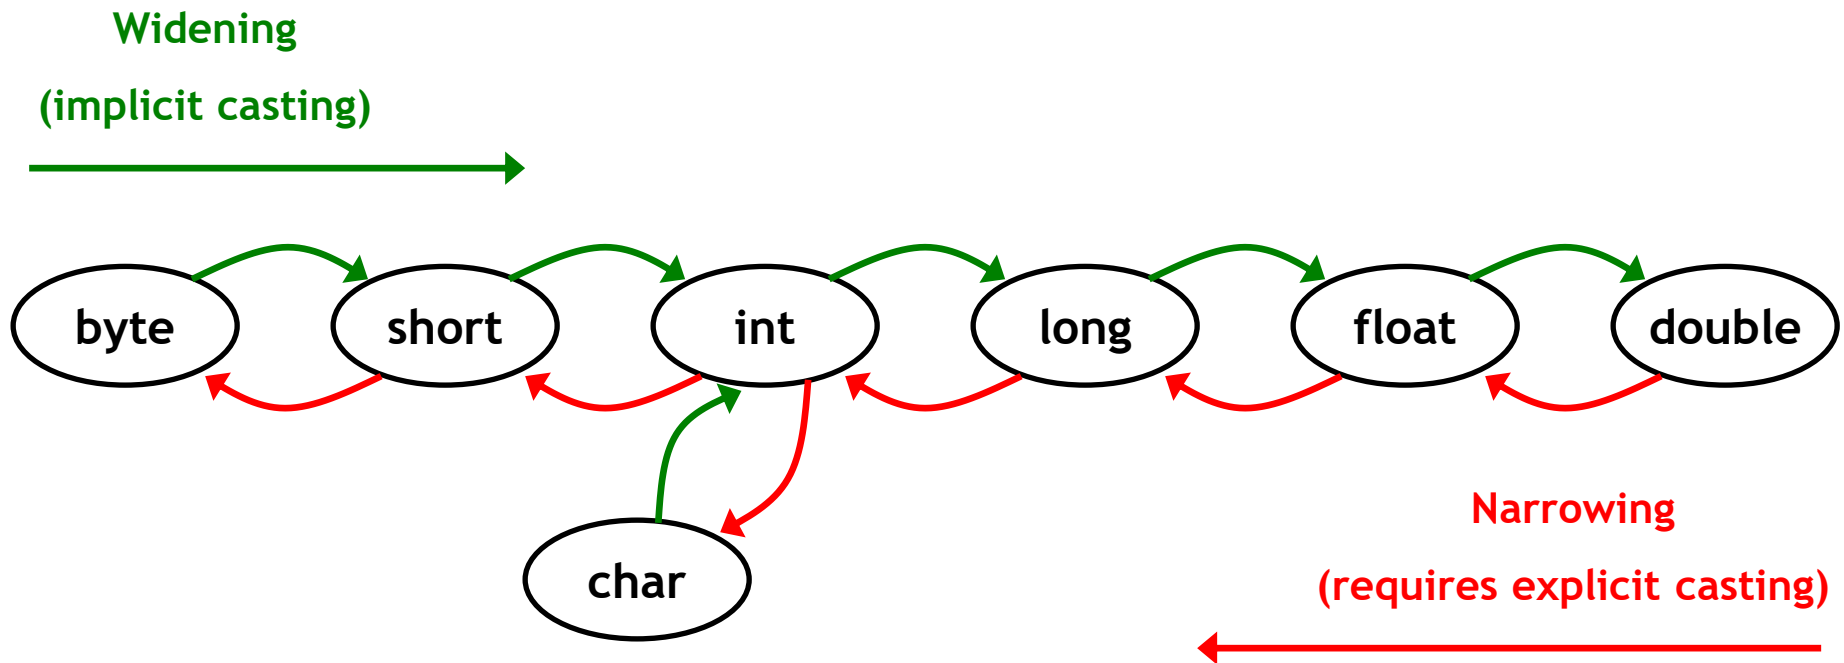 Widening
(implicit casting)
byte short int long float double
char
Narrowing
(requires explicit casting)